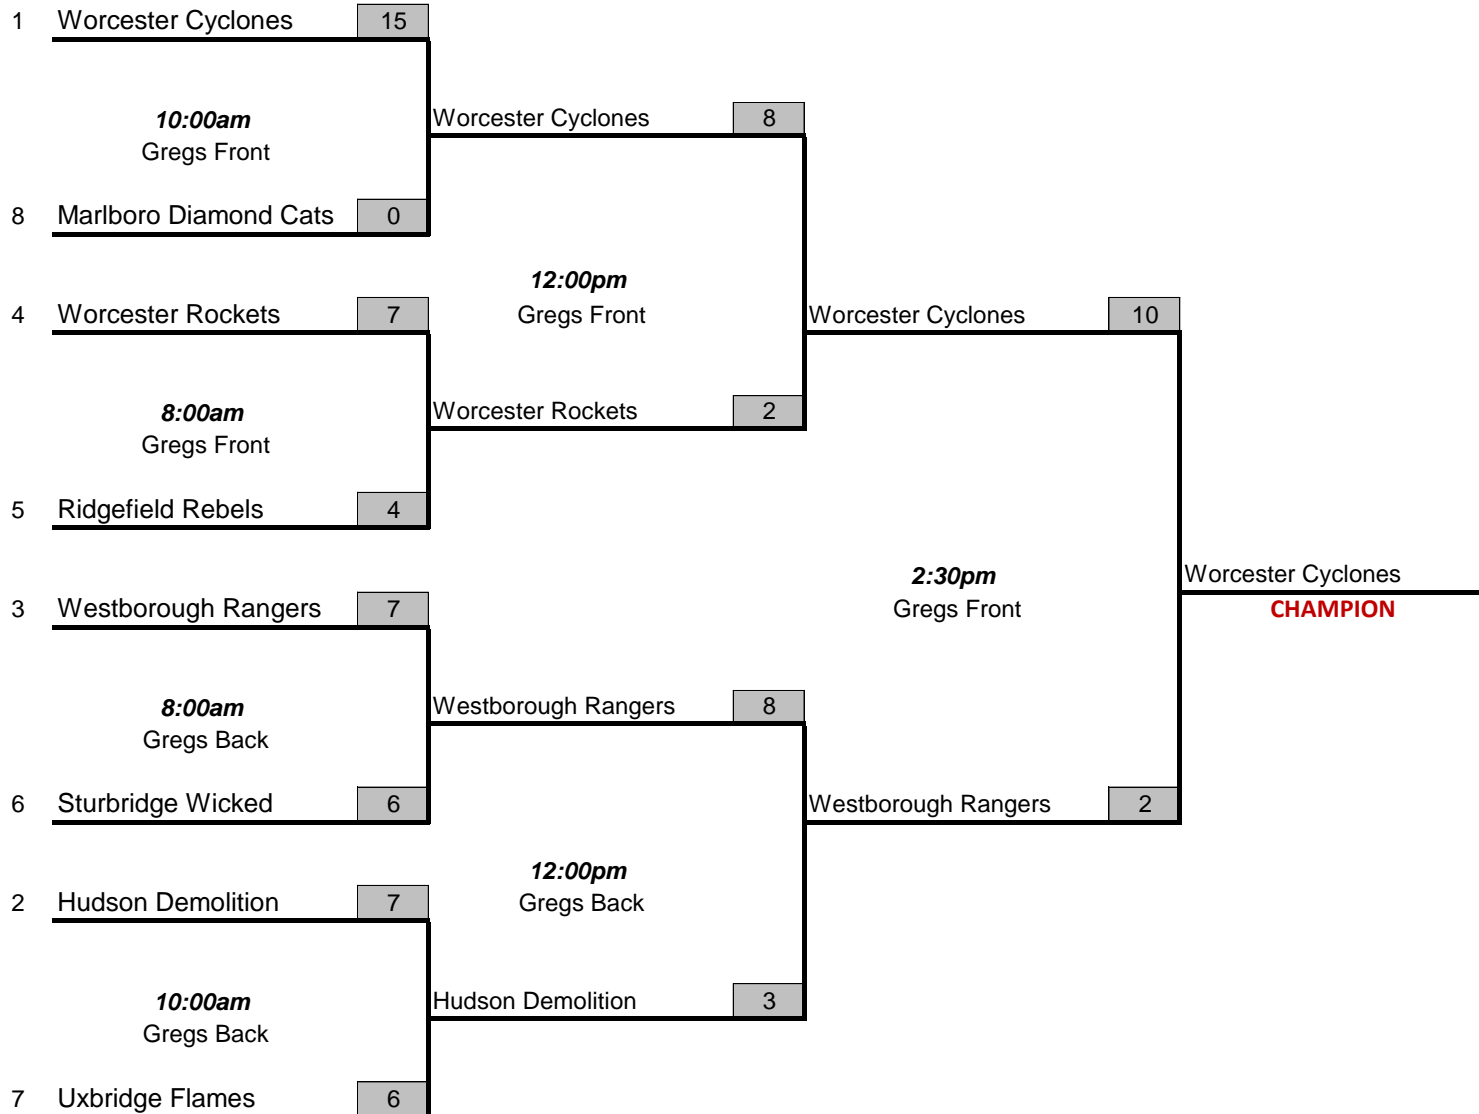 1 Worcester Cyclones 15
10:00am
Gregs Front
Worcester Cyclones 8
8 Marlboro Diamond Cats 0
12:00pm
Gregs Front
4 Worcester Rockets 7
Worcester Cyclones 10
8:00am
Gregs Front
Worcester Rockets 2
5 Ridgefield Rebels 4
2:30pm
Gregs Front
Worcester Cyclones
CHAMPION
3 Westborough Rangers 7
8:00am
Gregs Back
Westborough Rangers 8
6 Sturbridge Wicked 6
Westborough Rangers 2
12:00pm
Gregs Back
2 Hudson Demolition 7
10:00am
Gregs Back
Hudson Demolition 3
7 Uxbridge Flames 6